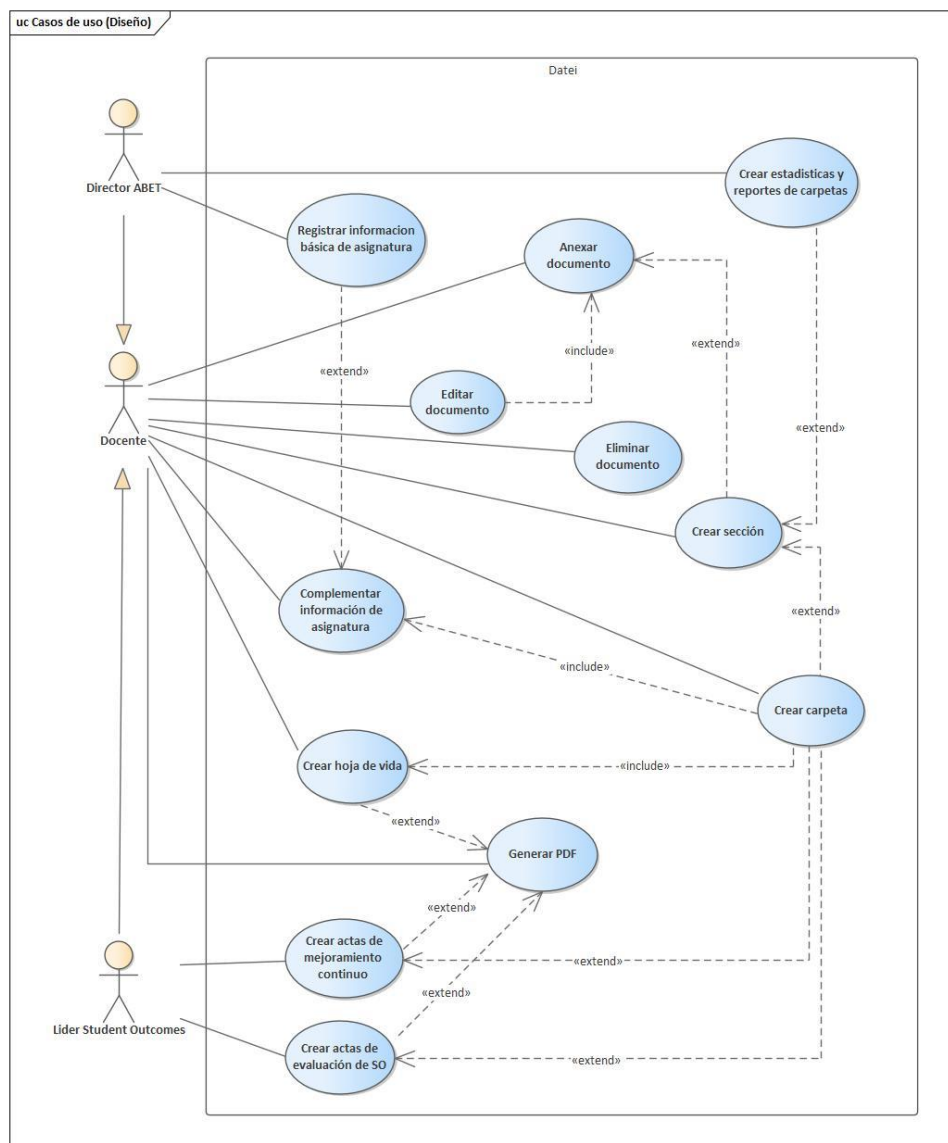 uc Casos de uso (Diseño)
Datei
Director ABET
Crear estadisticas y
reportes de carpetas
Registrar informacion
básica de asignatura
Anexar
documento
«include»
«extend»
«extend»
Editar
documento
Docente
«extend»
Eliminar
documento
Crear sección
Complementar
información de
asignatura
«extend»
«include»
Crear carpeta
Crear hoja de vida
«include»
«extend»
Generar PDF
«extend»
Crear actas de
mejoramiento
continuo
«extend»
«extend»
Lider Student Outcomes
Crear actas de
evaluación de SO
«extend»